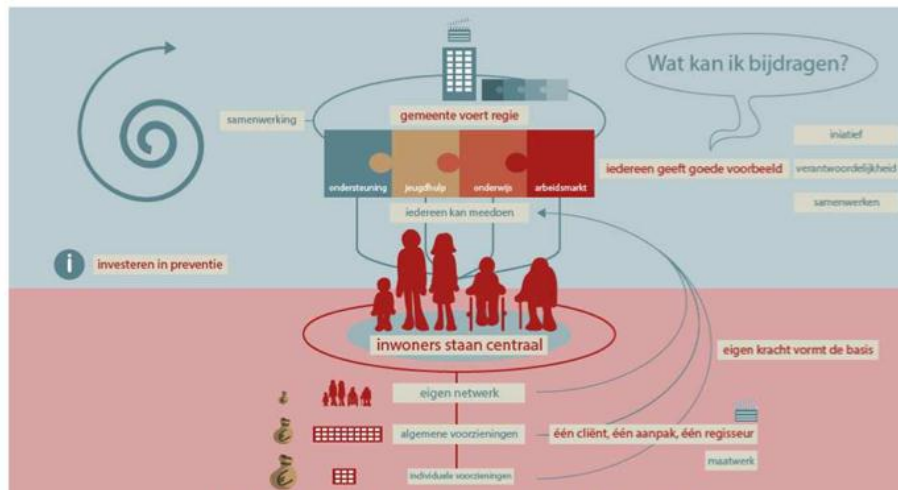 Wat kan ik bijdragen?
samenwerking
gemeente voert regie
iniatief
ondersteuning
jeugdhulp
onderwijs
arbeidsmarkt
iedereen geeft goede voorbeeld
verantwoordelijkheid
iedereen kan meedoen
samenwerken
i
investeren in preventie
inwoners staan centraal
eigen kracht vormt de basis
eigen netwerk
€
algemene voorzieningen
één cliënt, één aanpak, één regisseur
maatwerk
€
individuele voorzieningen